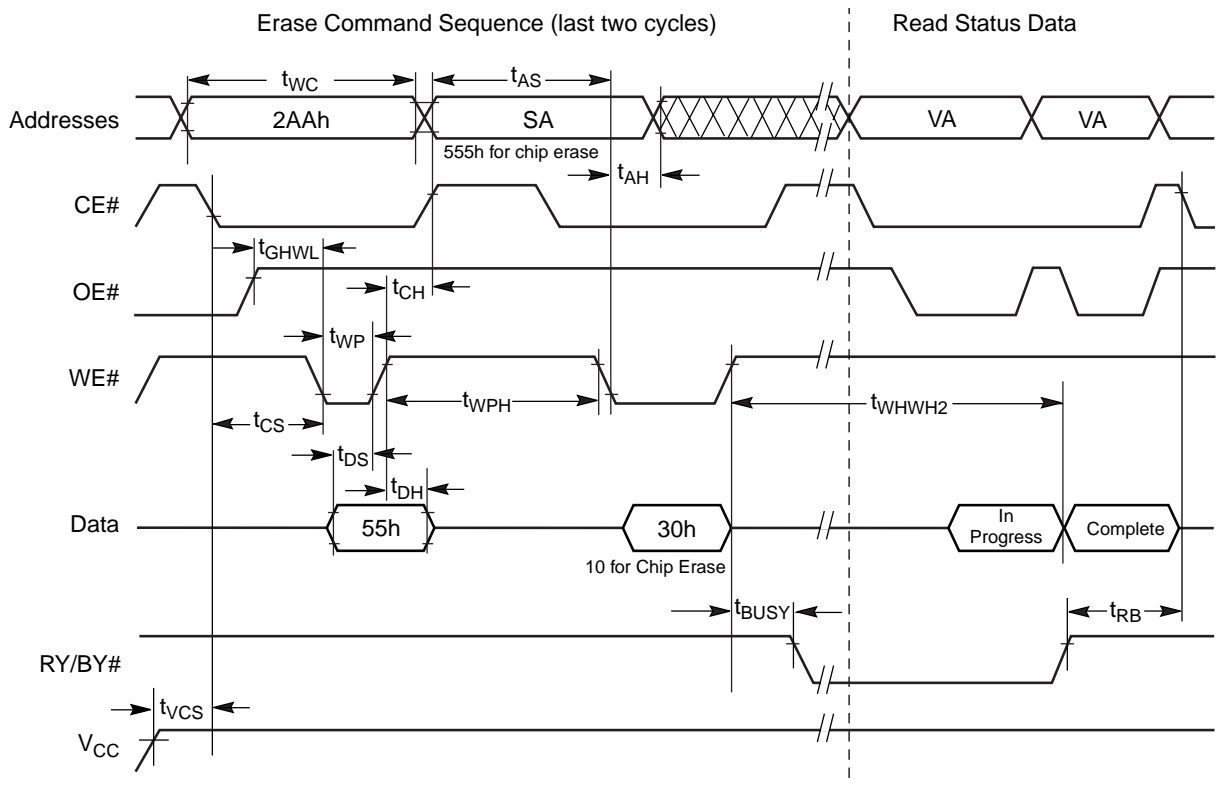 Erase Command Sequence (last two cycles)
Read Status Data
tWC
tAS
Addresses
2AAh
SA
VA
VA
555h for chip erase
tAH
CE#
tGHWL
OE#
tCH
tWP
WE#
tWPH
tWHWH2
tCS
tDS
tDH
Data
55h
30h
In
Progress
Complete
10 for Chip Erase
tBUSY
tRB
RY/BY#
tVCS
VCC